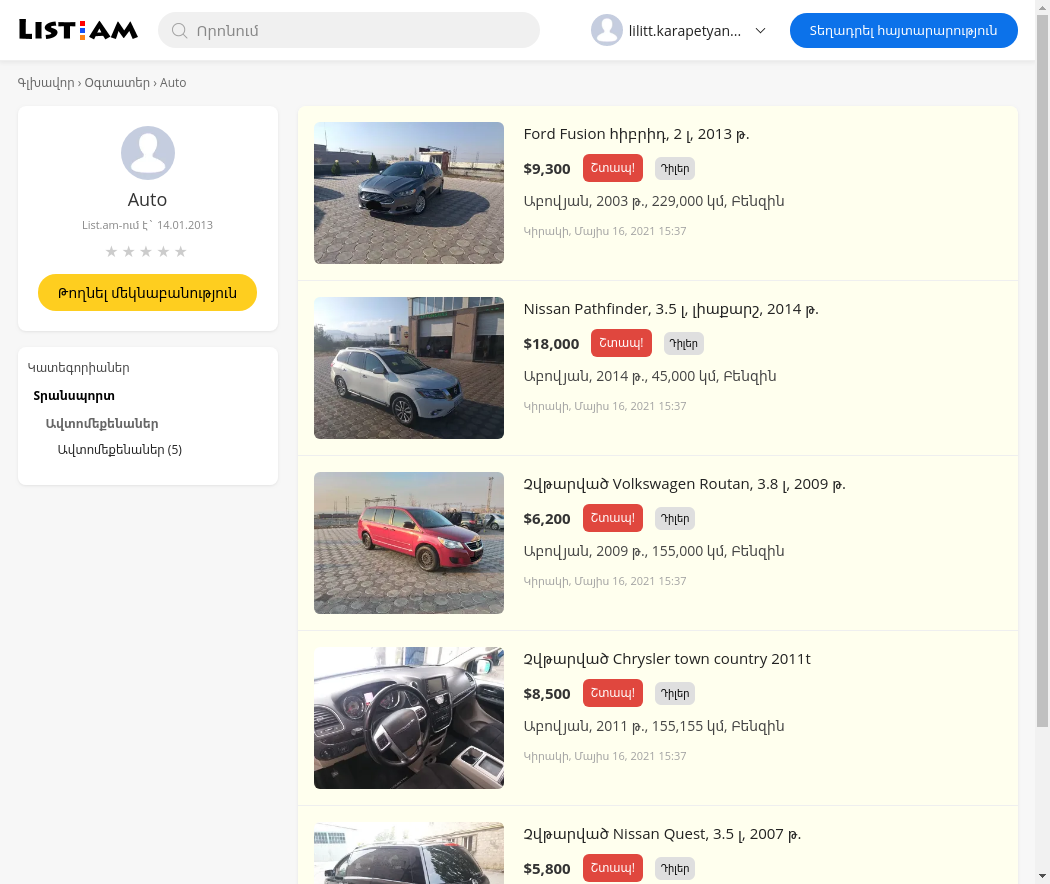 LIST.AM
Որոնում
lilitt.karapetyan...
Տեղադրել հայտարարություն
Գլխավոր › Օգտատեր › Auto
Auto
List.am-ում է՝ 14.01.2013
Թողնել մեկնաբանություն
Կատեգորիաներ
Տրանսպորտ
Ավտոմեքենաներ
Ավտոմեքենաներ (5)
Ford Fusion հիբրիդ, 2 լ, 2013 թ.
$9,300 Շտապ! Դիլեր
Աբովյան, 2003 թ., 229,000 կմ, Բենզին
Կիրակի, Մայիս 16, 2021 15:37
Nissan Pathfinder, 3.5 լ, լիաքարշ, 2014 թ.
$18,000 Շտապ! Դիլեր
Աբովյան, 2014 թ., 45,000 կմ, Բենզին
Կիրակի, Մայիս 16, 2021 15:37
Զվթարված Volkswagen Routan, 3.8 լ, 2009 թ.
$6,200 Շտապ! Դիլեր
Աբովյան, 2009 թ., 155,000 կմ, Բենզին
Կիրակի, Մայիս 16, 2021 15:37
Զվթարված Chrysler town country 2011t
$8,500 Շտապ! Դիլեր
Աբովյան, 2011 թ., 155,155 կմ, Բենզին
Կիրակի, Մայիս 16, 2021 15:37
Զվթարված Nissan Quest, 3.5 լ, 2007 թ.
$5,800 Շտապ! Դիլեր